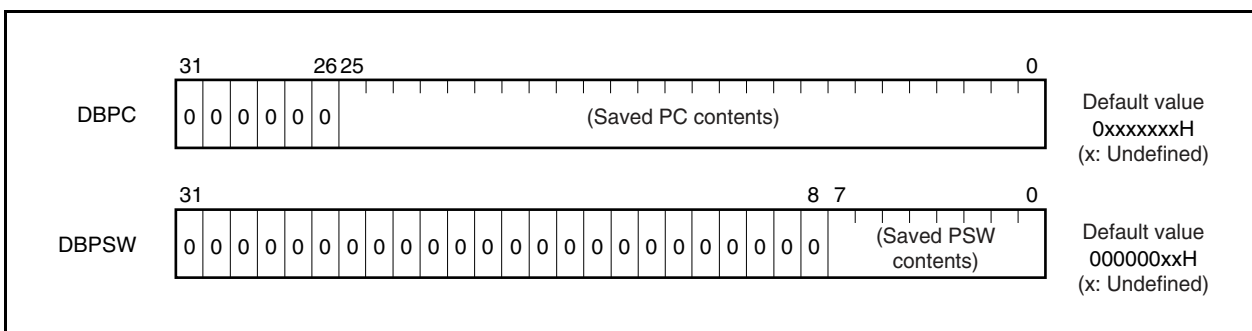 31 26 25 0
DBPC 0 0 0 0 0 0 (Saved PC contents)
Default value
0xxxxxxxH
(x: Undefined)
31 8 7 0
DBPSW 0 0 0 0 0 0 0 0 0 0 0 0 0 0 0 0 0 0 0 0 0 0 0 0 (Saved PSW
contents)
Default value
000000xxH
(x: Undefined)